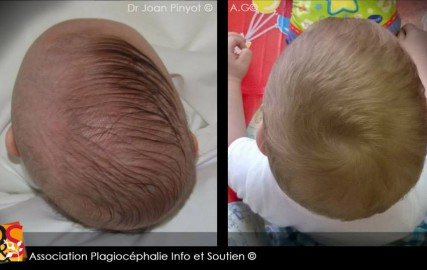 Dr Joan Pinyot ©
A.GG
Association Plagiocéphalie Info et Soutien ©